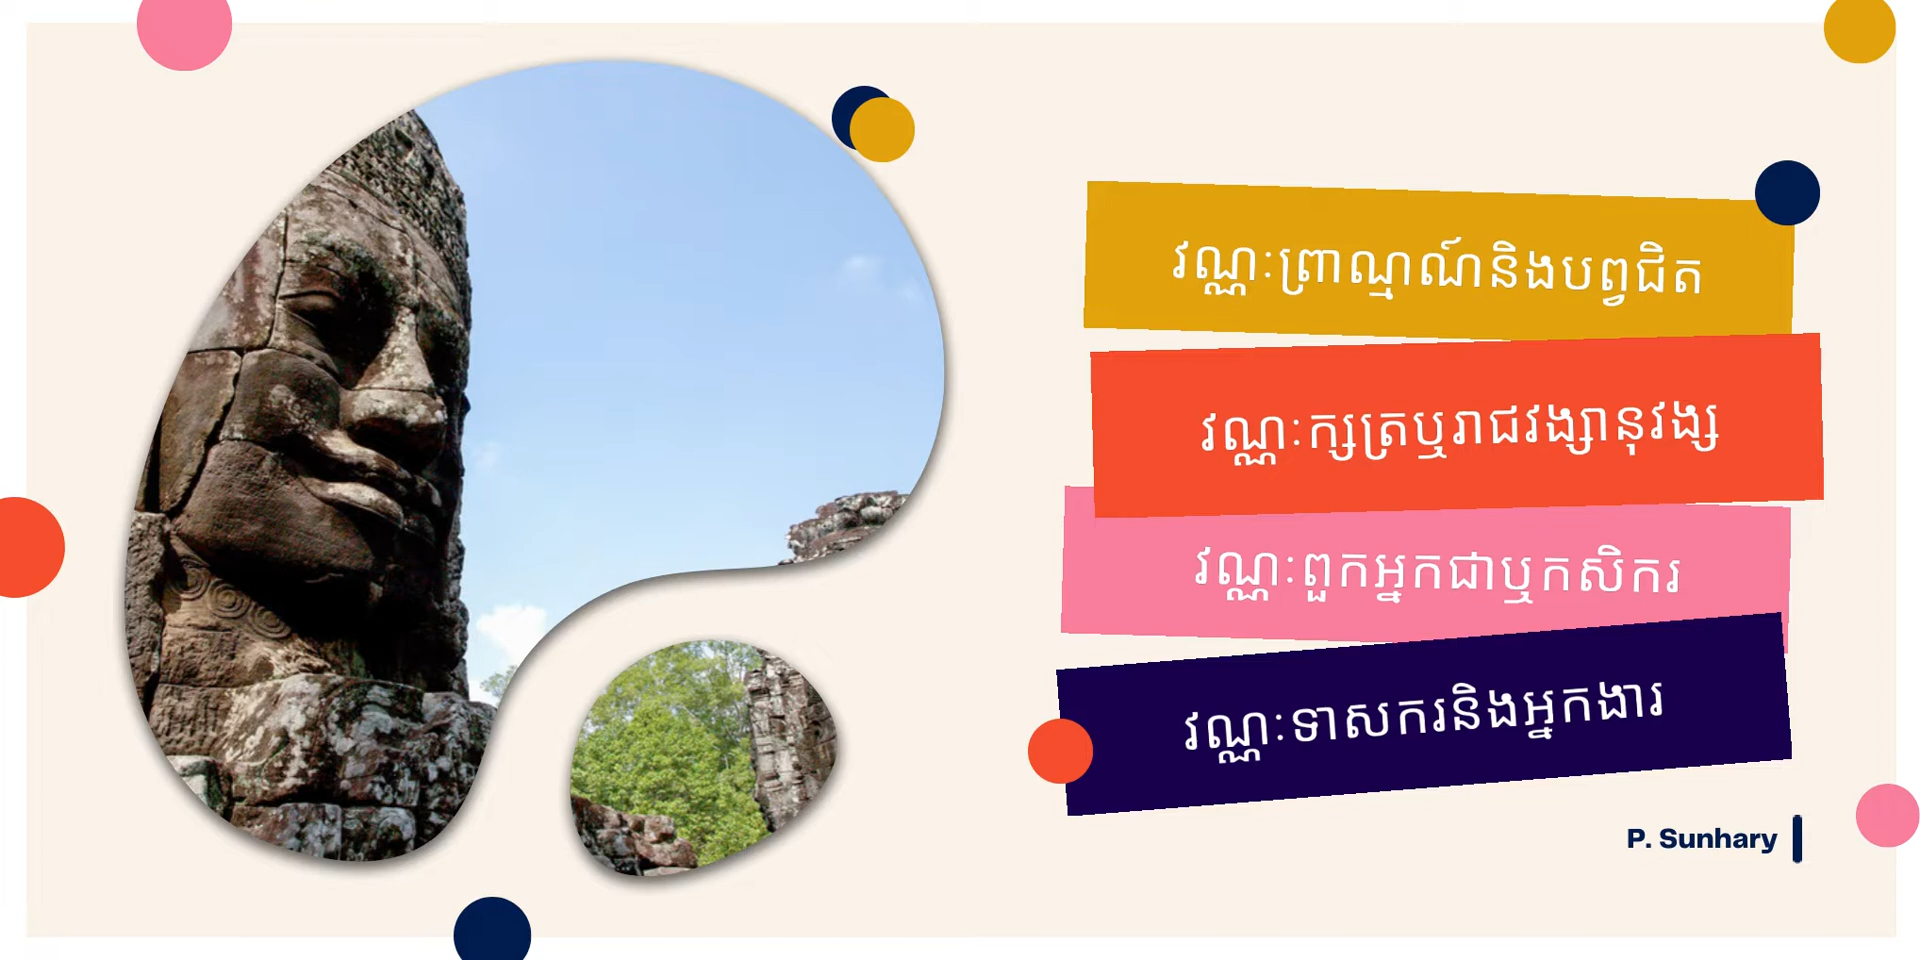 វណ្ណៈព្រាហ្មណ៍និងបព្វជិត
វណ្ណៈក្សត្រឬរាជវង្សានុវង្ស
វណ្ណៈពួកអ្នកជាឬកសិករ
វណ្ណៈទាសករនិងអ្នកងារ
P. Sunhary